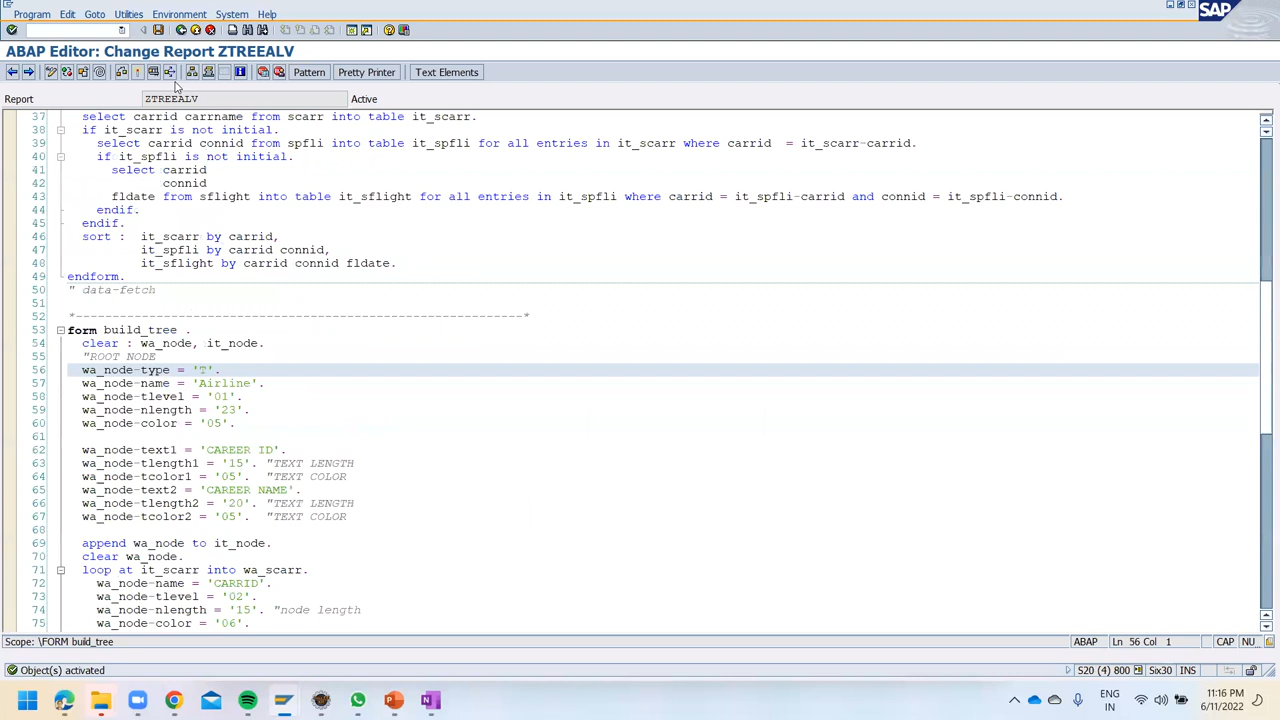 Program Edit Goto Utilities Environment System Help
SAP
ABAP Editor: Change Report ZTREEALV
Pattern Pretty Printer Text Elements
Report ZTREEALV Active
37 select carrid carrname from scarr into table it_scarr.
38 if it_scarr is not initial.
39 select carrid connid from spfli into table it_spfli for all entries in it_scarr where carrid = it_scarr-carrid.
40 if it_spfli is not initial.
41 select carrid
42 connid
43 fldate from sflight into table it_sflight for all entries in it_spfli where carrid = it_spfli-carrid and connid = it_spfli-connid.
44 endif.
45 endif.
46 sort : it_scarr by carrid,
47 it_spfli by carrid connid,
48 it_sflight by carrid connid fldate.
49 endform.
50 " data-fetch
51
52 *-------------------------------------------------------------*
53 form build_tree .
54 clear : wa_node, it_node.
55 "ROOT NODE
56 wa_node-type = 'T'.
57 wa_node-name = 'Airline'.
58 wa_node-tlevel = '01'.
59 wa_node-nlength = '23'.
60 wa_node-color = '05'.
61
62 wa_node-text1 = 'CAREER ID'.
63 wa_node-tlength1 = '15'. "TEXT LENGTH
64 wa_node-tcolor1 = '05'. "TEXT COLOR
65 wa_node-text2 = 'CAREER NAME'.
66 wa_node-tlength2 = '20'. "TEXT LENGTH
67 wa_node-tcolor2 = '05'. "TEXT COLOR
68
69 append wa_node to it_node.
70 clear wa_node.
71 loop at it_scarr into wa_scarr.
72 wa_node-name = 'CARRID'.
73 wa_node-tlevel = '02'.
74 wa_node-nlength = '15'. "node length
75 wa_node-color = '06'.
Scope: \FORM build_tree ABAP Ln 56 Col 1 CAP NU
Object(s) activated S20 (4) 800 Six30 INS
ENG IN 11:16 PM 6/11/2022